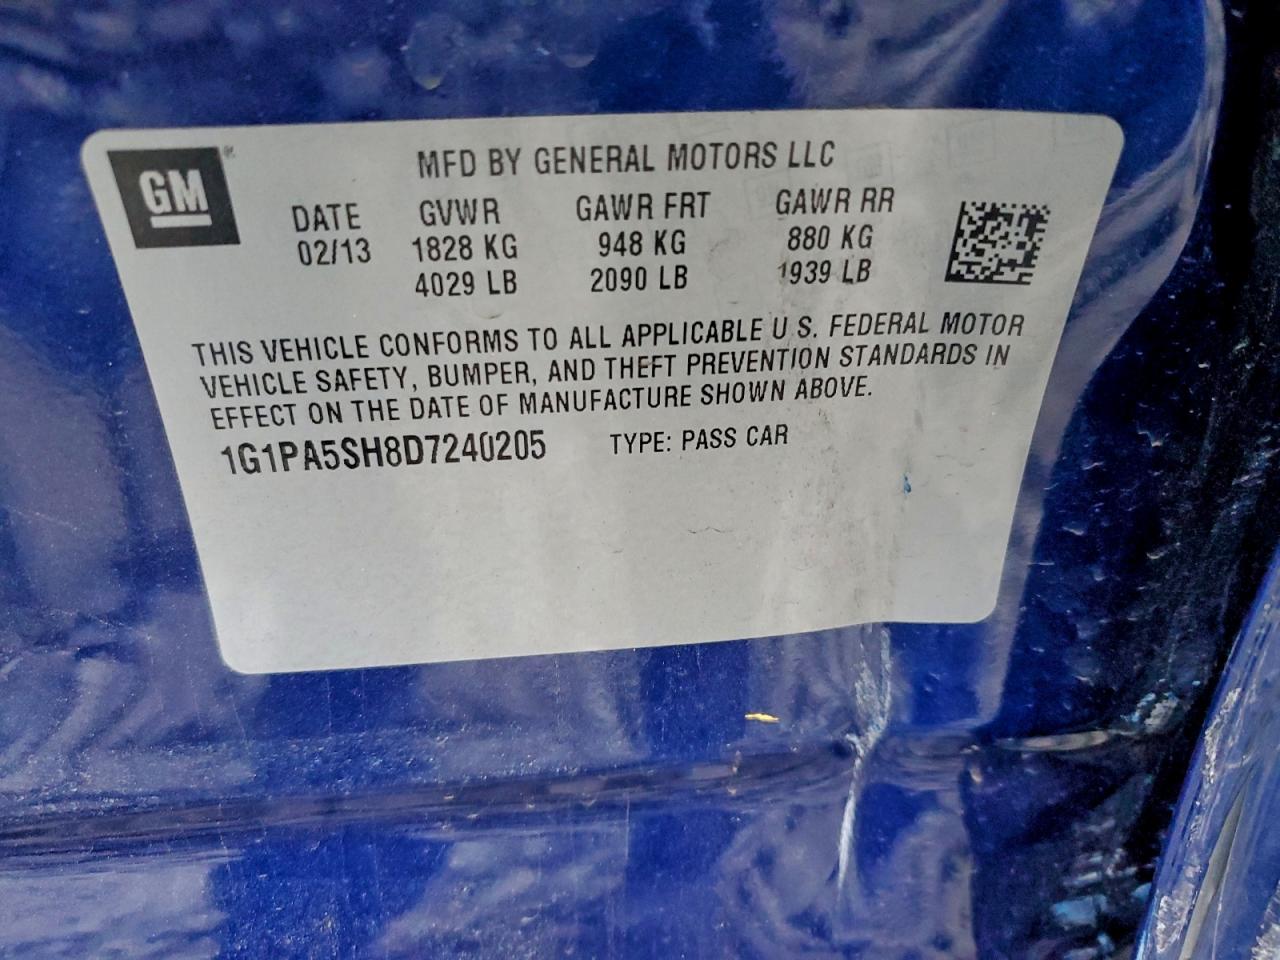 GM ®
MFD BY GENERAL MOTORS LLC
DATE GVWR GAWR FRT GAWR RR
02/13 1828 KG 948 KG 880 KG
4029 LB 2090 LB 1939 LB
THIS VEHICLE CONFORMS TO ALL APPLICABLE U.S. FEDERAL MOTOR
VEHICLE SAFETY, BUMPER, AND THEFT PREVENTION STANDARDS IN
EFFECT ON THE DATE OF MANUFACTURE SHOWN ABOVE.
1G1PA5SH8D7240205 TYPE: PASS CAR